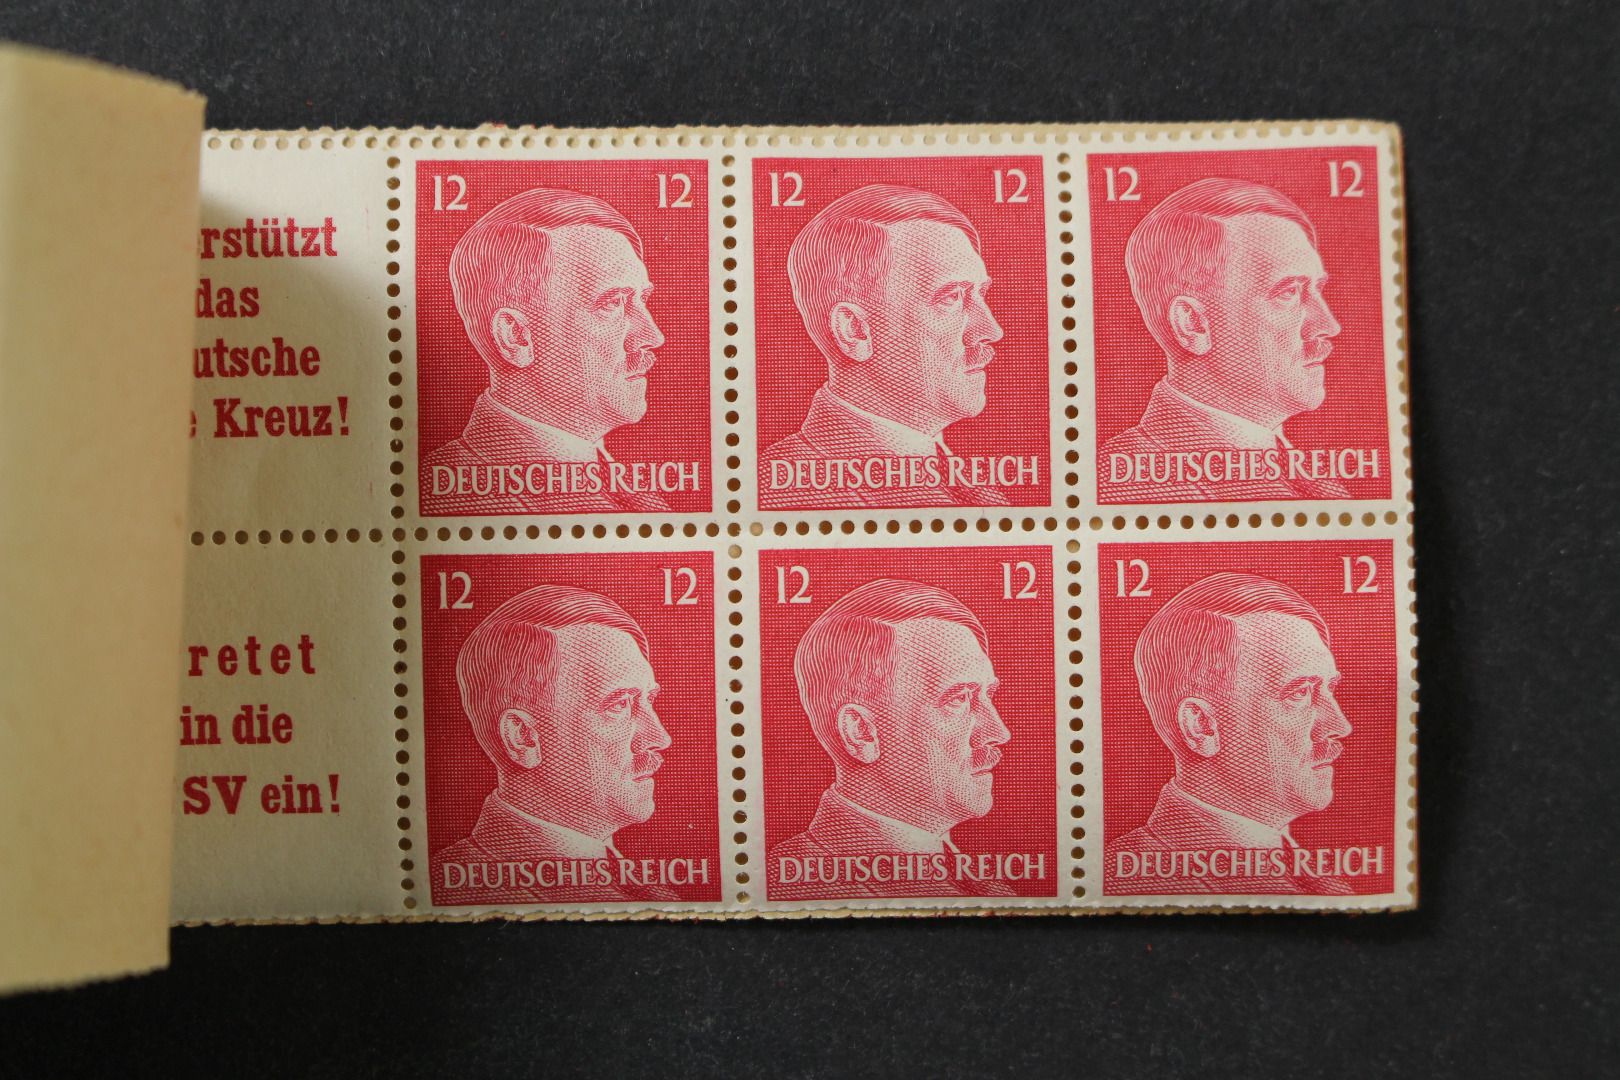 erstützt
das
eutsche
e Kreuz!
12 12
DEUTSCHES REICH
12 12
DEUTSCHES REICH
12 12
DEUTSCHES REICH
retet
in die
SV ein!
12 12
DEUTSCHES REICH
12 12
DEUTSCHES REICH
12 12
DEUTSCHES REICH